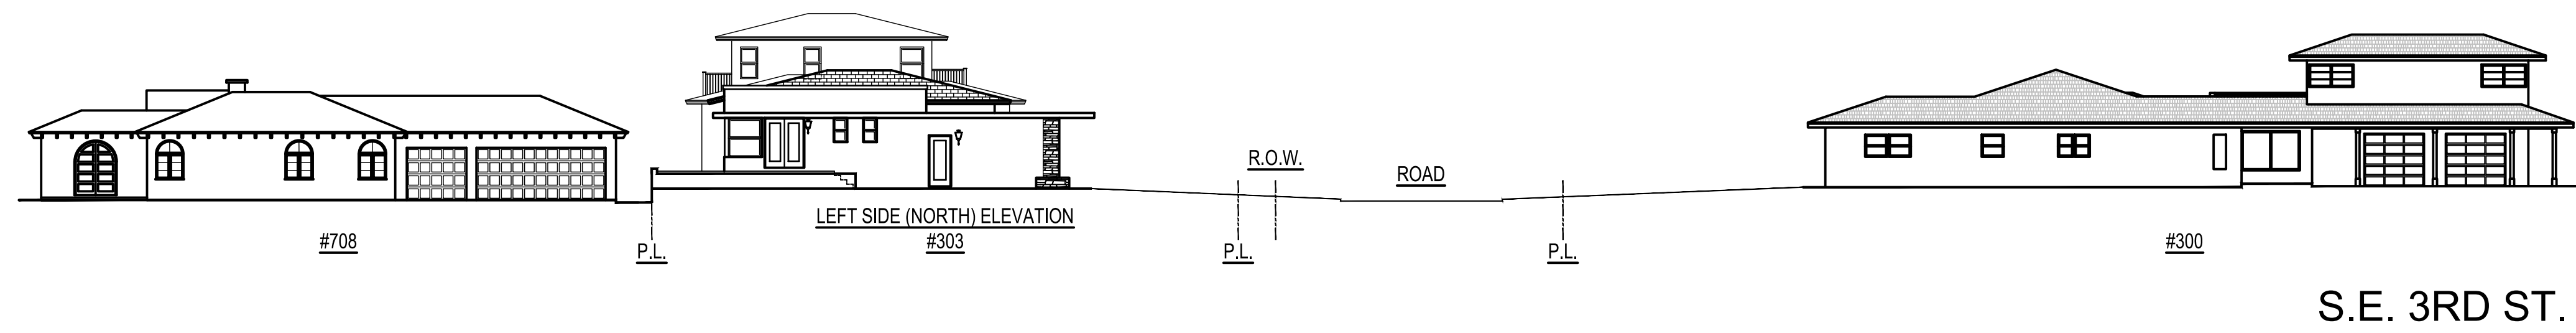 R.O.W.
ROAD
LEFT SIDE (NORTH) ELEVATION
#708
#303
#300
P.L.
P.L.
P.L.
S.E. 3RD ST.